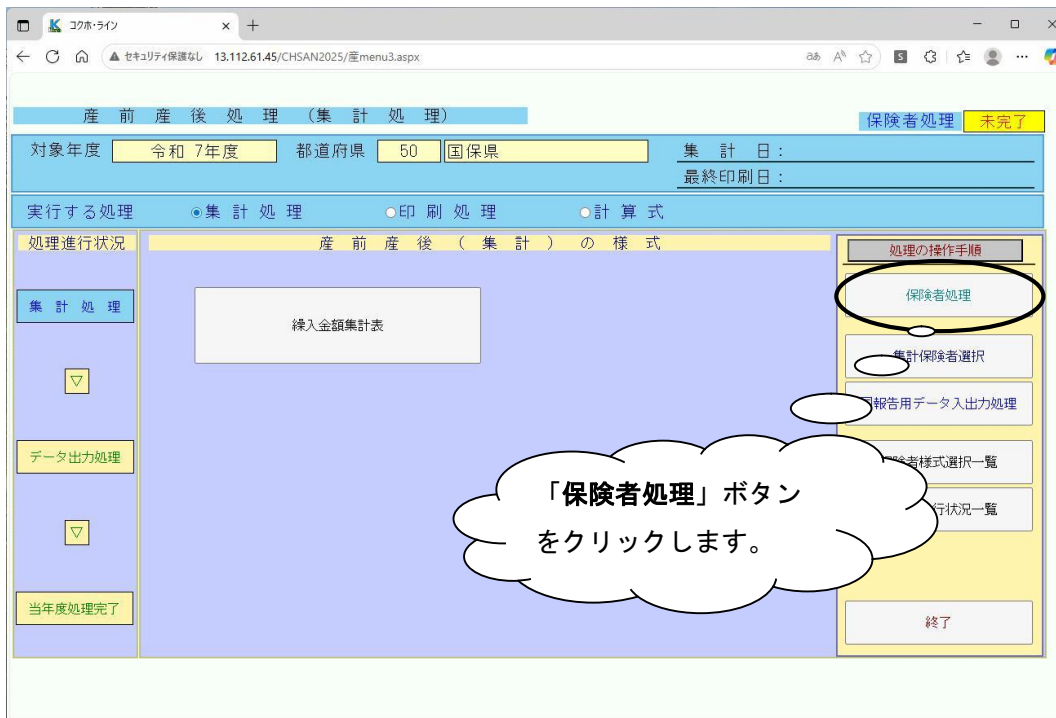 コクホ・ライン
セキュリティ保護なし 13.112.61.45/CHSAN2025/産menu3.aspx
産前産後処理(集計処理)
保険者処理 未完了
対象年度 令和 7年度 都道府県 50 国保県 集計日:
最終印刷日:
実行する処理 集計処理 印刷処理 計算式
処理進行状況
産前産後(集計)の様式
処理の操作手順
集計処理
繰入金額集計表
保険者処理
▽
集計保険者選択
報告用データ入出力処理
データ出力処理
者様式選択一覧
行状況一覧
「保険者処理」ボタン
をクリックします。
▽
当年度処理完了
終了